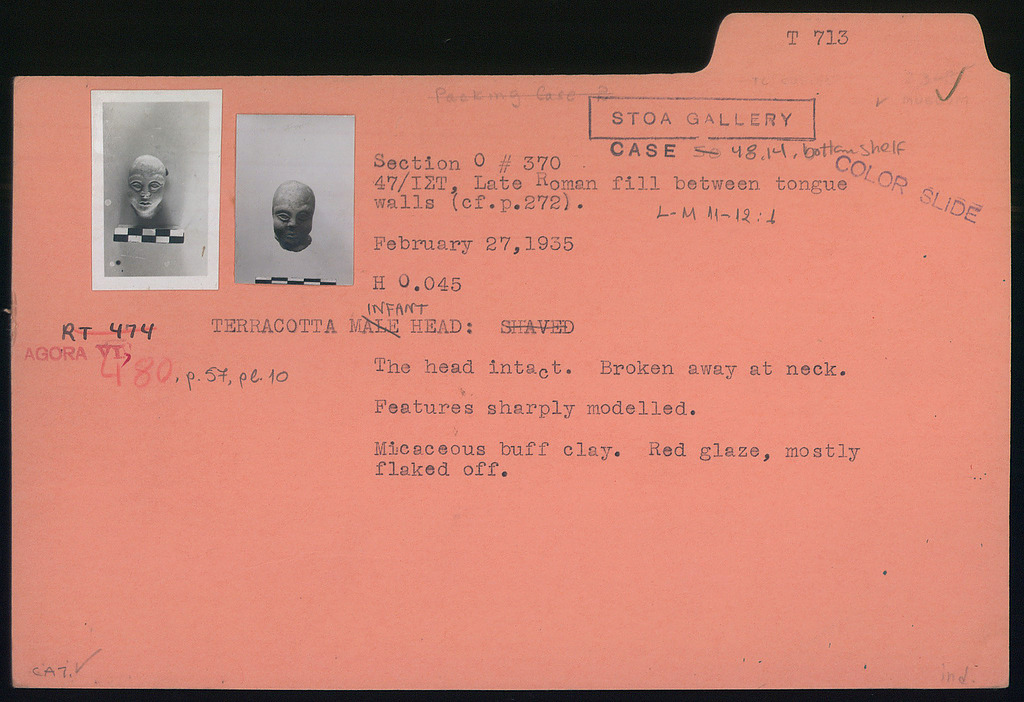 T 713
Packing Case
STOA GALLERY
CASE 48,14, bottom shelf
COLOR SLIDE
Section O # 370
47/ΙΣΤ, Late Roman fill between tongue
walls (cf.p.272).
L-M 11-12:1
February 27,1935
H 0.045
INFANT
TERRACOTTA MALE HEAD: SHAVED
RT 474
AGORA VI,
480, p.57, pl.10
The head intact. Broken away at neck.
Features sharply modelled.
Micaceous buff clay. Red glaze, mostly
flaked off.
CAT.
ind.